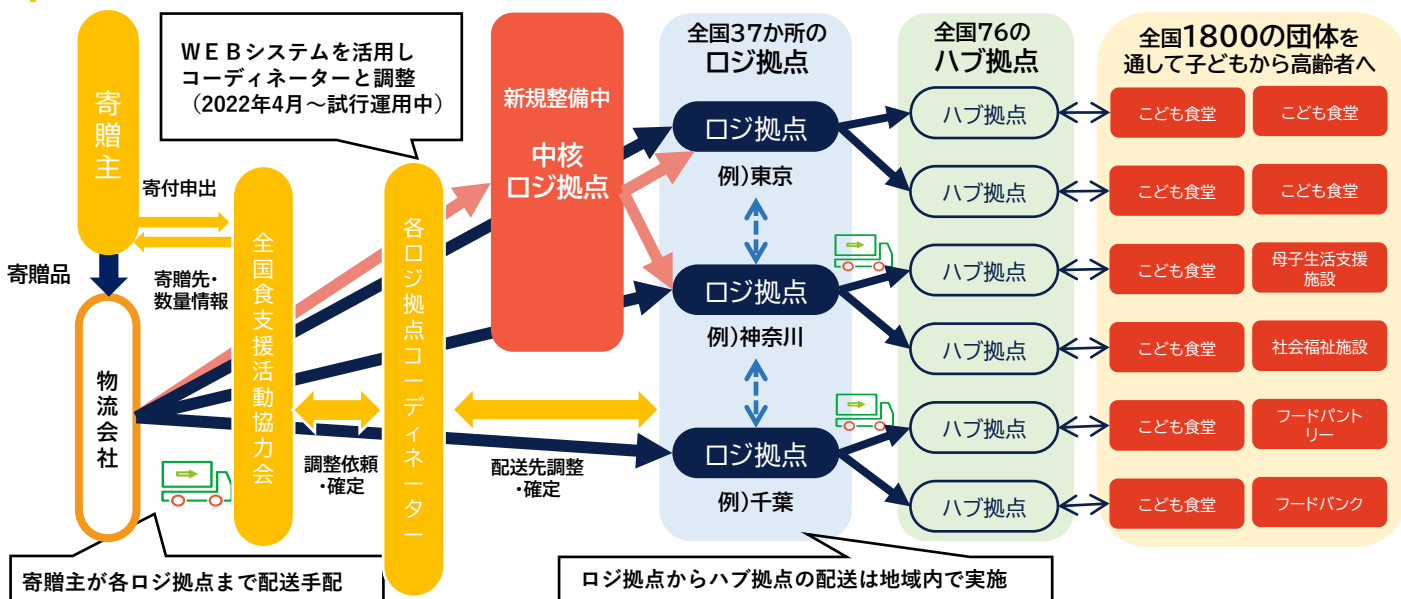 ＷＥＢシステムを活用し
コーディネーターと調整
（2022年4月～試行運用中）
寄贈主
寄付申出
寄贈先・
数量情報
寄贈品
物流会社
全国食支援活動協力会
調整依頼
・確定
各ロジ拠点コーディネーター
配送先調整
・確定
新規整備中
中核
ロジ拠点
全国37か所の
ロジ拠点
ロジ拠点
例)東京
ロジ拠点
例)神奈川
ロジ拠点
例)千葉
全国76の
ハブ拠点
ハブ拠点
ハブ拠点
ハブ拠点
ハブ拠点
ハブ拠点
ハブ拠点
全国1800の団体を
通して子どもから高齢者へ
こども食堂 こども食堂
こども食堂 こども食堂
こども食堂 母子生活支援
施設
こども食堂 社会福祉施設
こども食堂 フードパント
リー
こども食堂 フードバンク
寄贈主が各ロジ拠点まで配送手配
ロジ拠点からハブ拠点の配送は地域内で実施